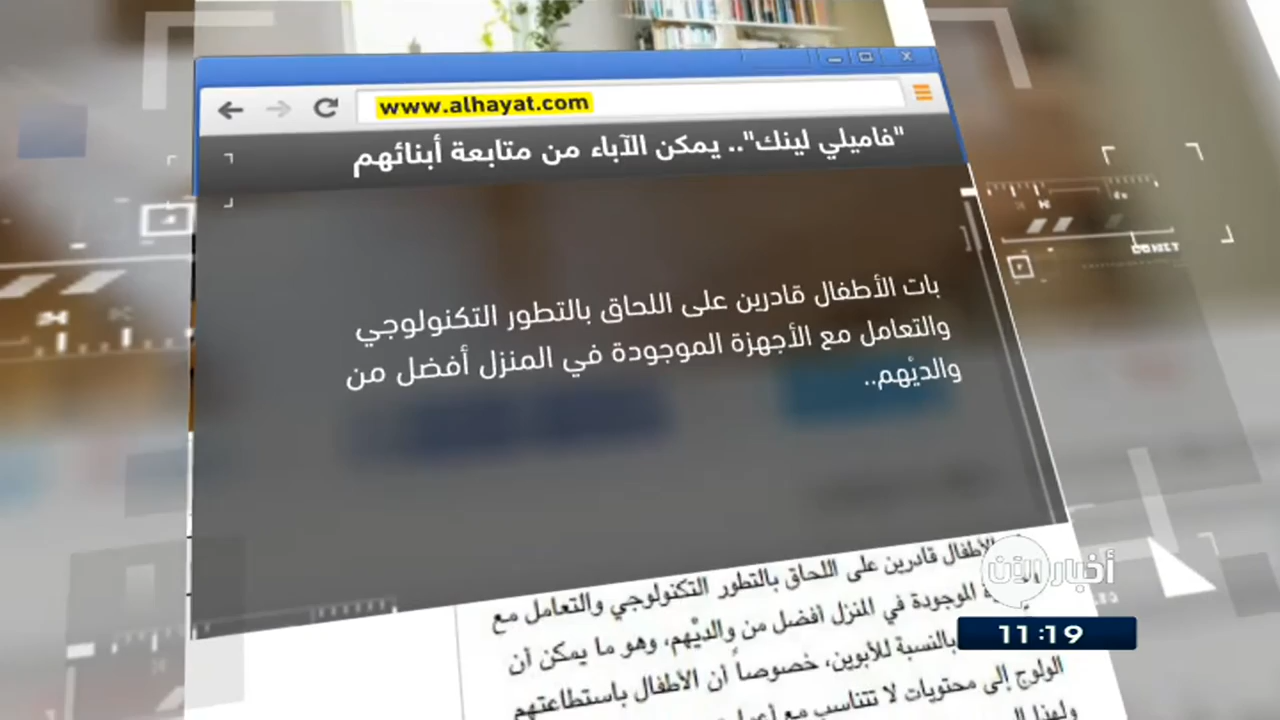 www.alhayat.com
"فاميلي لينك".. يمكن الآباء من متابعة أبنائهم
بات الأطفال قادرين على اللحاق بالتطور التكنولوجي
والتعامل مع الأجهزة الموجودة في المنزل أفضل من
والديْهم..
الأطفال قادرين على اللحاق بالتطور التكنولوجي والتعامل مع
الموجودة في المنزل أفضل من والديْهم، وهو ما يمكن أن
بالنسبة للأبوين، خصوصاً أن الأطفال باستطاعتهم
الولوج إلى محتويات لا تتناسب مع
أخبار الآن
11:19